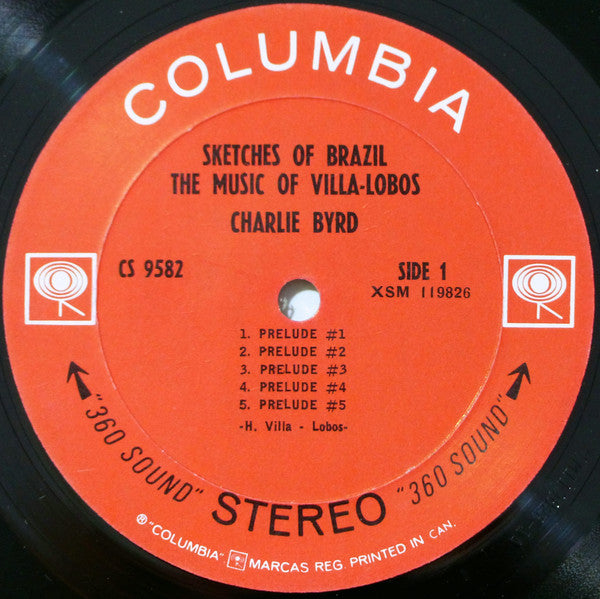 COLUMBIA
SKETCHES OF BRAZIL
THE MUSIC OF VILLA-LOBOS
CHARLIE BYRD
CS 9582
SIDE 1
XSM 119826
1. PRELUDE #1
2. PRELUDE #2
3. PRELUDE #3
4. PRELUDE #4
5. PRELUDE #5
-H. Villa - Lobos-
"360 SOUND" STEREO "360 SOUND"
® "COLUMBIA" MARCAS REG. PRINTED IN CAN.